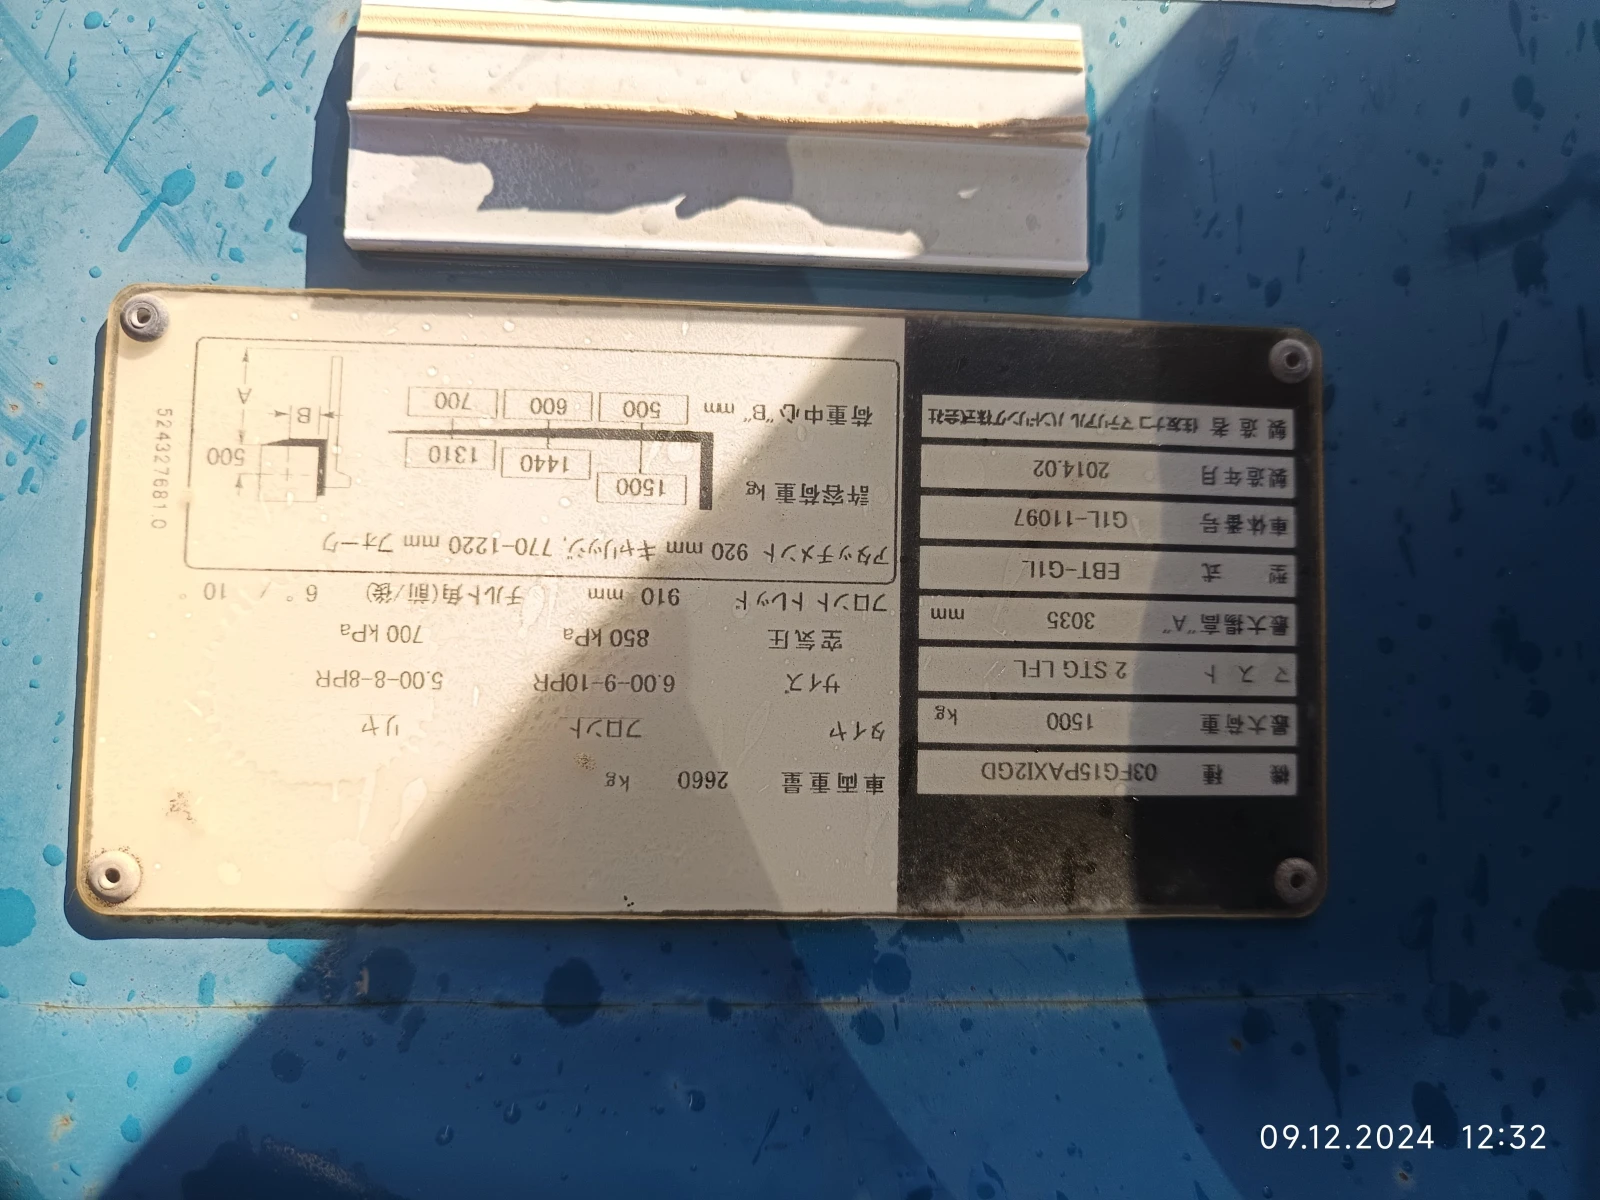 機種 03FG15PAXI2GD
最大荷重 1500 kg
マスト 2 STG LFL
最大揚高"A" 3035 mm
型式 EBT-G1L
車体番号 G1L-11097
製造年月 2014.02
製造者 住友ナコ マテリアル ハンドリング株式会社
車両重量 2660 kg
タイヤ フロント リヤ
サイズ 6.00-9-10PR 5.00-8-8PR
空気圧 850 kPa 700 kPa
フロントトレッド 910 mm チルト角(前/後) 6° / 10°
アタッチメント 920 mm キャリッジ, 770-1220 mm フォーク
許容荷重 kg 1500 1440 1310
荷重中心"B" mm 500 600 700
500
B
A
524327681.0
09.12.2024 12:32